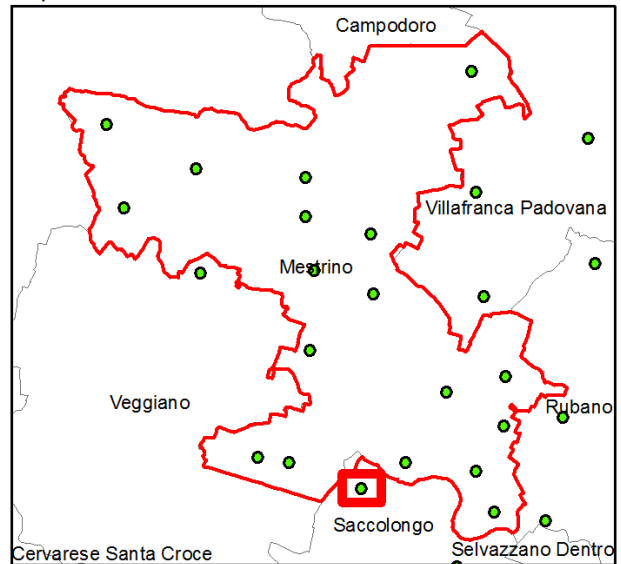 Campodoro
Villafranca Padovana
Mestrino
Veggiano
Rubano
Saccolongo
Cervarese Santa Croce
Selvazzano Dentro